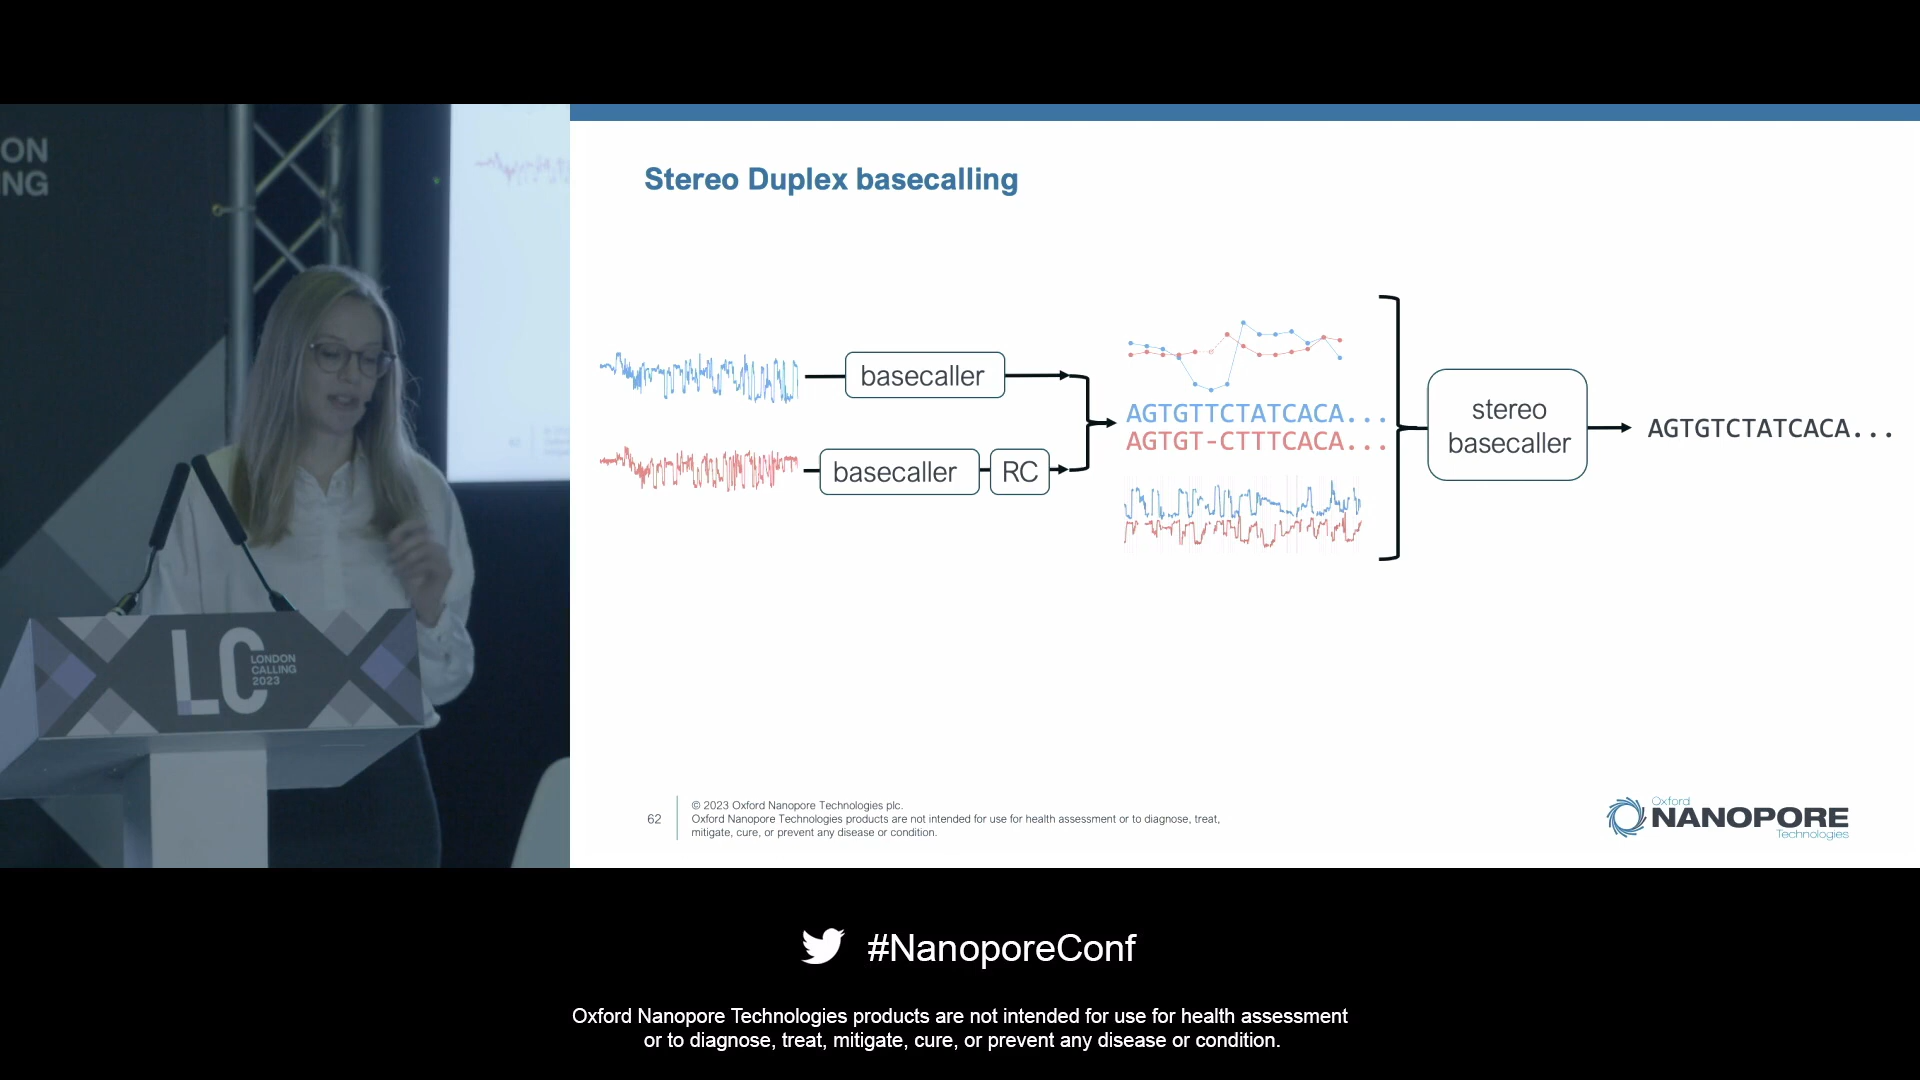 ON
NG
LC
LONDON
CALLING
2023
Stereo Duplex basecalling
basecaller
basecaller
RC
AGTGTTCTATCACA...
AGTGT-CTTTCACA...
stereo
basecaller
AGTGTCTATCACA...
62
© 2023 Oxford Nanopore Technologies plc.
Oxford Nanopore Technologies products are not intended for use for health assessment or to diagnose, treat,
mitigate, cure, or prevent any disease or condition.
Oxford
NANOPORE
Technologies
#NanoporeConf
Oxford Nanopore Technologies products are not intended for use for health assessment
or to diagnose, treat, mitigate, cure, or prevent any disease or condition.